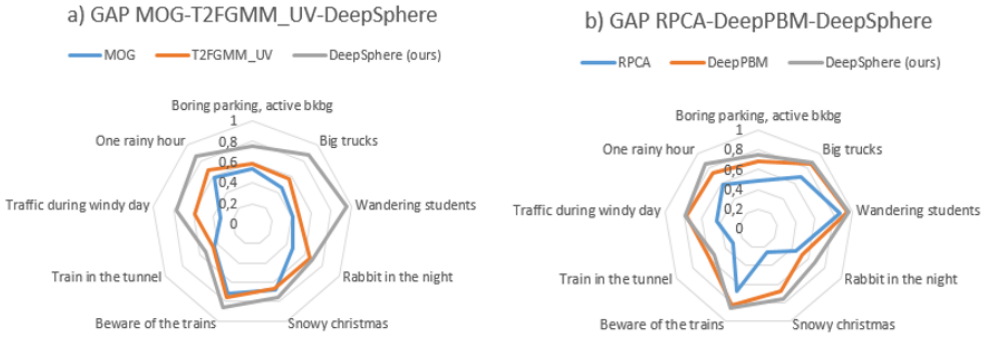 a) GAP MOG-T2FGMM_UV-DeepSphere
MOG T2FGMM_UV DeepSphere (ours)
Boring parking, active bkbg
1
One rainy hour
Big trucks
0,8
0,6
0,4
Traffic during windy day
0,2
Wandering students
0
Train in the tunnel
Rabbit in the night
Beware of the trains
Snowy christmas
b) GAP RPCA-DeepPBM-DeepSphere
RPCA DeepPBM DeepSphere (ours)
Boring parking, active bkbg
1
One rainy hour
Big trucks
0,8
0,6
0,4
Traffic during windy day
0,2
Wandering students
0
Train in the tunnel
Rabbit in the night
Beware of the trains
Snowy christmas